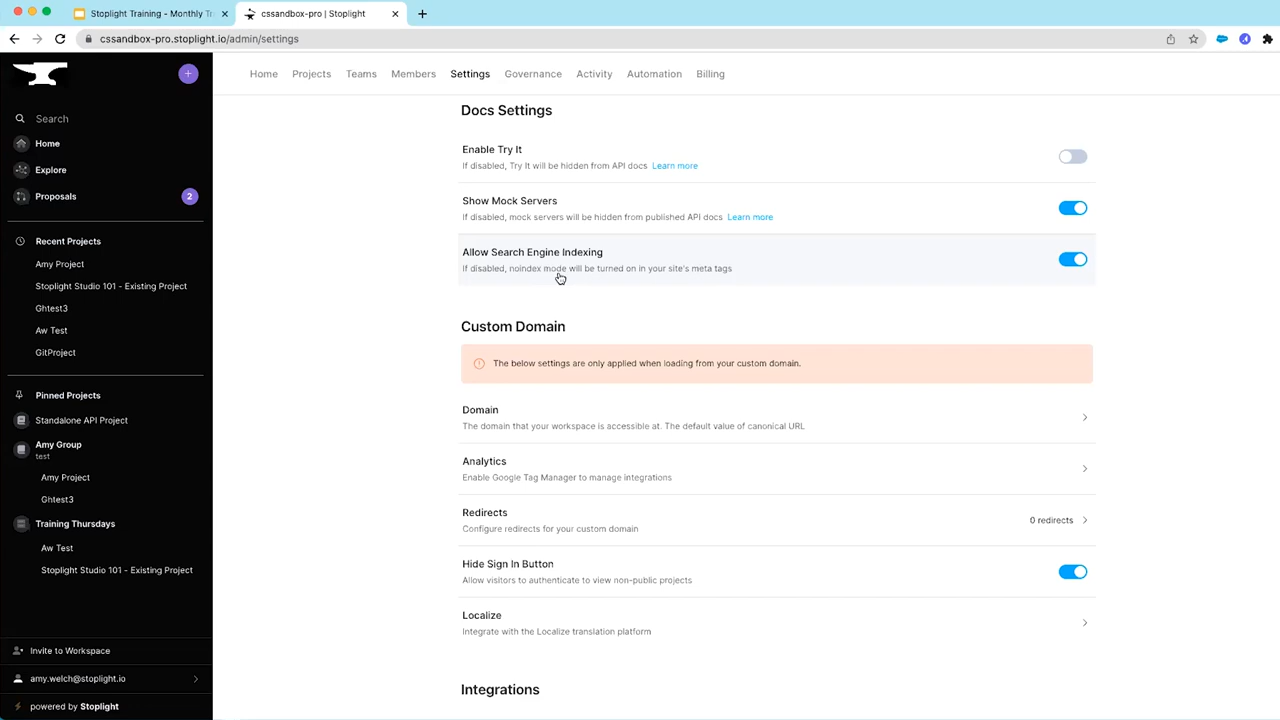 Stoplight Training - Monthly Tr
cssandbox-pro | Stoplight
cssandbox-pro.stoplight.io/admin/settings
Home Projects Teams Members Settings Governance Activity Automation Billing
Search
Home
Explore
Proposals 2
Recent Projects
Amy Project
Stoplight Studio 101 - Existing Project
Ghtest3
Aw Test
GitProject
Pinned Projects
Standalone API Project
Amy Group
test
Amy Project
Ghtest3
Training Thursdays
Aw Test
Stoplight Studio 101 - Existing Project
Invite to Workspace
amy.welch@stoplight.io
powered by Stoplight
Docs Settings
Enable Try It
If disabled, Try It will be hidden from API docs Learn more
Show Mock Servers
If disabled, mock servers will be hidden from published API docs Learn more
Allow Search Engine Indexing
If disabled, noindex mode will be turned on in your site's meta tags
Custom Domain
The below settings are only applied when loading from your custom domain.
Domain
The domain that your workspace is accessible at. The default value of canonical URL
Analytics
Enable Google Tag Manager to manage integrations
Redirects
Configure redirects for your custom domain
0 redirects
Hide Sign In Button
Allow visitors to authenticate to view non-public projects
Localize
Integrate with the Localize translation platform
Integrations